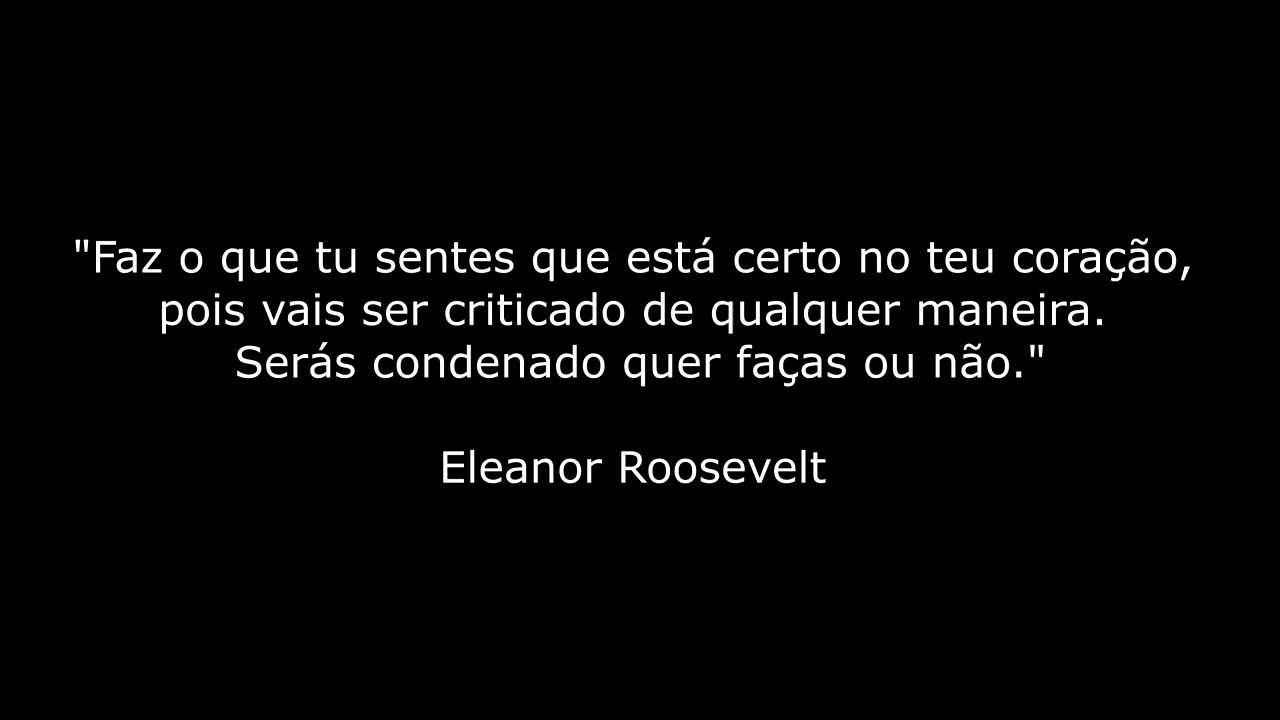 "Faz o que tu sentes que está certo no teu coração,
pois vais ser criticado de qualquer maneira.
Serás condenado quer faças ou não."
Eleanor Roosevelt